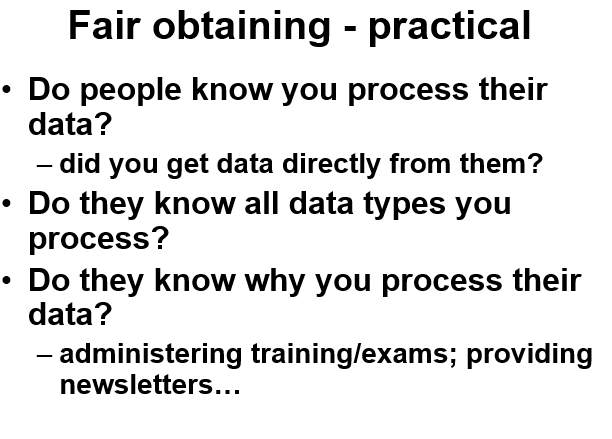 Fair obtaining - practical
• Do people know you process their
data?
– did you get data directly from them?
• Do they know all data types you
process?
• Do they know why you process their
data?
– administering training/exams; providing
newsletters…